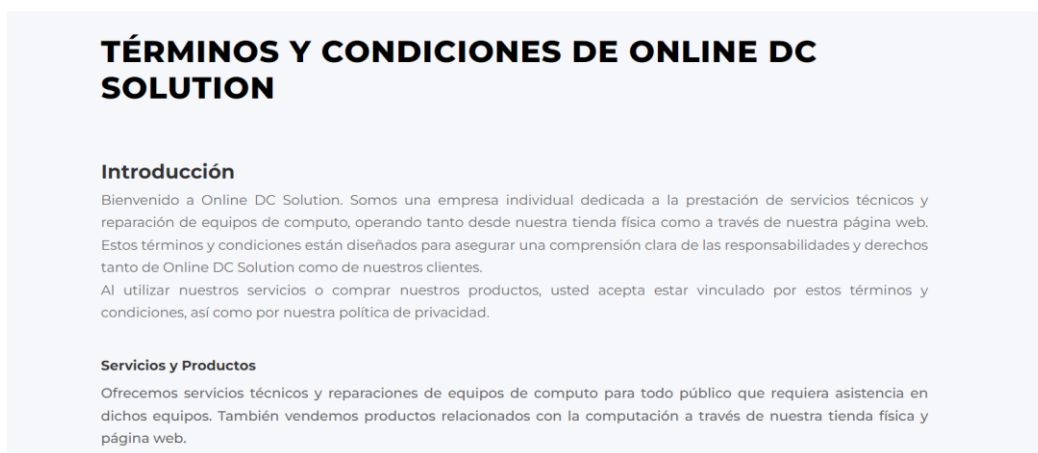 TÉRMINOS Y CONDICIONES DE ONLINE DC
SOLUTION
Introducción
Bienvenido a Online DC Solution. Somos una empresa individual dedicada a la prestación de servicios técnicos y
reparación de equipos de computo, operando tanto desde nuestra tienda física como a través de nuestra página web.
Estos términos y condiciones están diseñados para asegurar una comprensión clara de las responsabilidades y derechos
tanto de Online DC Solution como de nuestros clientes.
Al utilizar nuestros servicios o comprar nuestros productos, usted acepta estar vinculado por estos términos y
condiciones, así como por nuestra política de privacidad.
Servicios y Productos
Ofrecemos servicios técnicos y reparaciones de equipos de computo para todo público que requiera asistencia en
dichos equipos. También vendemos productos relacionados con la computación a través de nuestra tienda física y
página web.